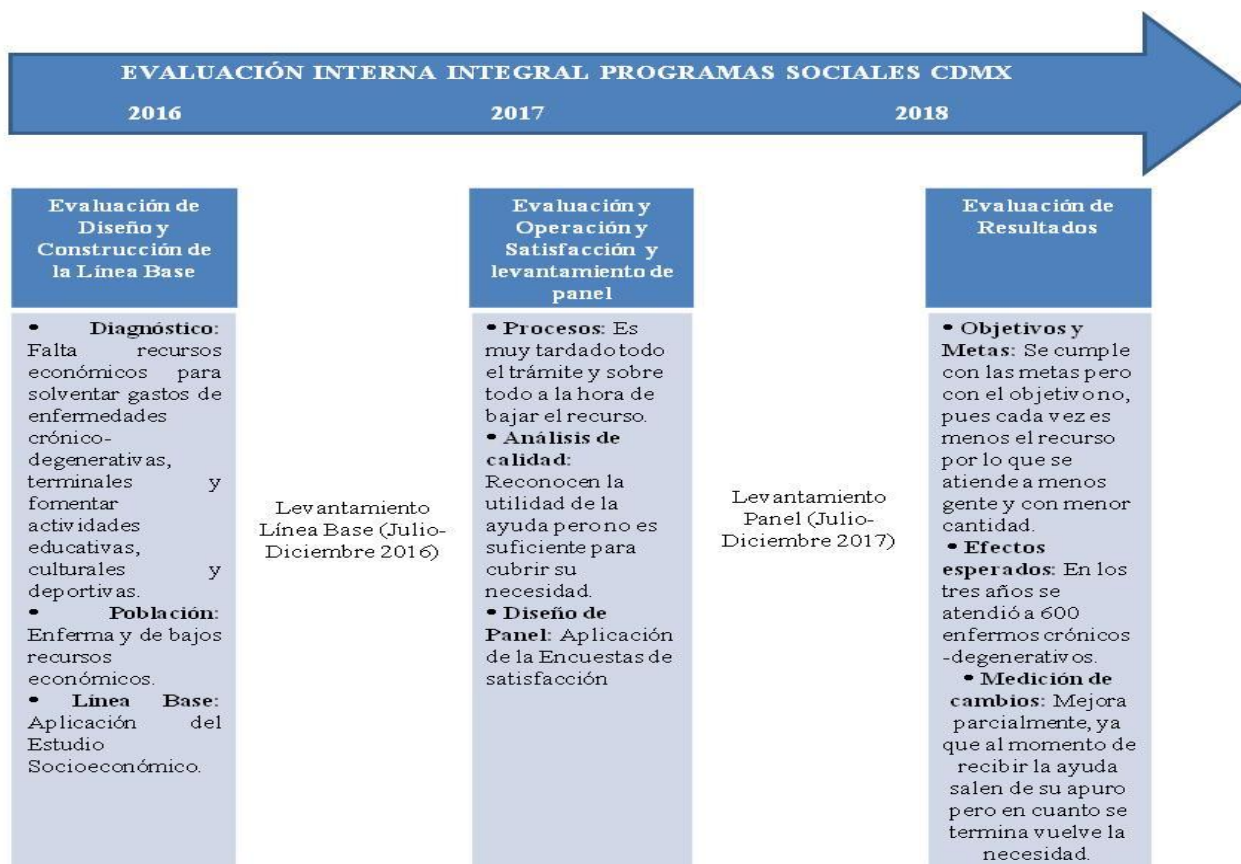 EVALUACIÓN INTERNA INTEGRAL PROGRAMAS SOCIALES CDMX
2016 2017 2018
Evaluación de
Diseño y
Construcción de
la Línea Base
• Diagnóstico:
Falta recursos
económicos para
solventar gastos de
enfermedades
crónico-
degenerativas,
terminales y
fomentar
actividades
educativas,
culturales y
deportivas.
• Población:
Enferma y de bajos
recursos
económicos.
• Línea Base:
Aplicación del
Estudio
Socioeconómico.
Levantamiento
Línea Base (Julio-
Diciembre 2016)
Evaluación y
Operación y
Satisfacción y
levantamiento de
panel
• Procesos: Es
muy tardado todo
el trámite y sobre
todo a la hora de
bajar el recurso.
• Análisis de
calidad:
Reconocen la
utilidad de la
ayuda pero no es
suficiente para
cubrir su
necesidad.
• Diseño de
Panel: Aplicación
de la Encuestas de
satisfacción
Levantamiento
Panel (Julio-
Diciembre 2017)
Evaluación de
Resultados
• Objetivos y
Metas: Se cumple
con las metas pero
con el objetivo no,
pues cada vez es
menos el recurso
por lo que se
atiende a menos
gente y con menor
cantidad.
• Efectos
esperados: En los
tres años se
atendió a 600
enfermos crónicos
-degenerativos.
• Medición de
cambios: Mejora
parcialmente, ya
que al momento de
recibir la ayuda
salen de su apuro
pero en cuanto se
termina vuelve la
necesidad.